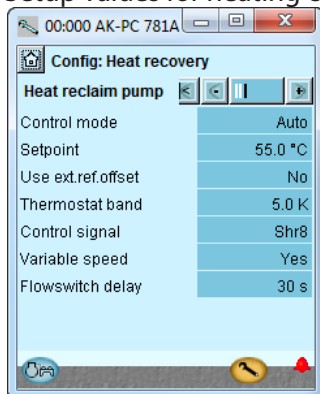 Setup values for heating
00:000 AK-PC 781A
Config: Heat recovery
Heat reclaim pump
Control mode Auto
Setpoint 55.0 °C
Use ext.ref.offset No
Thermostat band 5.0 K
Control signal Shr8
Variable speed Yes
Flowswitch delay 30 s